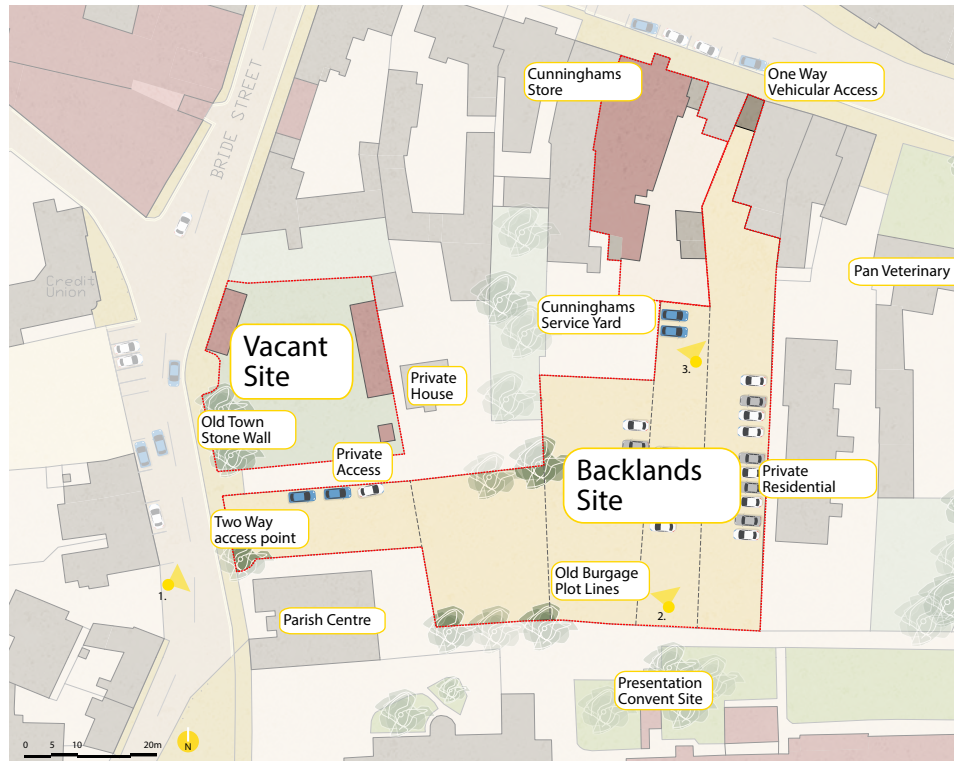 Cunninghams
Store
One Way
Vehicular Access
BRIDE STREET
Credit
Union
Pan Veterinary
Cunninghams
Service Yard
Vacant
Site
3.
Private
House
Old Town
Stone Wall
Private
Access
Backlands
Site
Private
Residential
Two Way
access point
Old Burgage
Plot Lines
1.
2.
Parish Centre
Presentation
Convent Site
N
0 5 10 20m